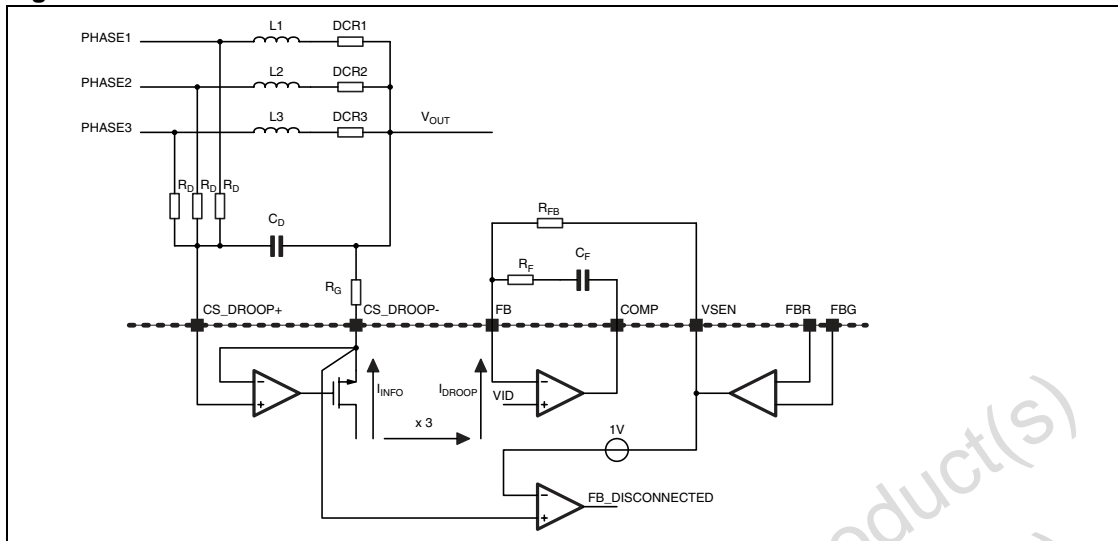 PHASE1
L1
DCR1
PHASE2
L2
DCR2
PHASE3
L3
DCR3
VOUT
RD
RD
RD
CD
RG
RFB
RF
CF
CS_DROOP+
CS_DROOP-
FB
COMP
VSEN
FBR
FBG
IINFO
IDROOP
VID
x 3
1V
FB_DISCONNECTED
oduct(s)